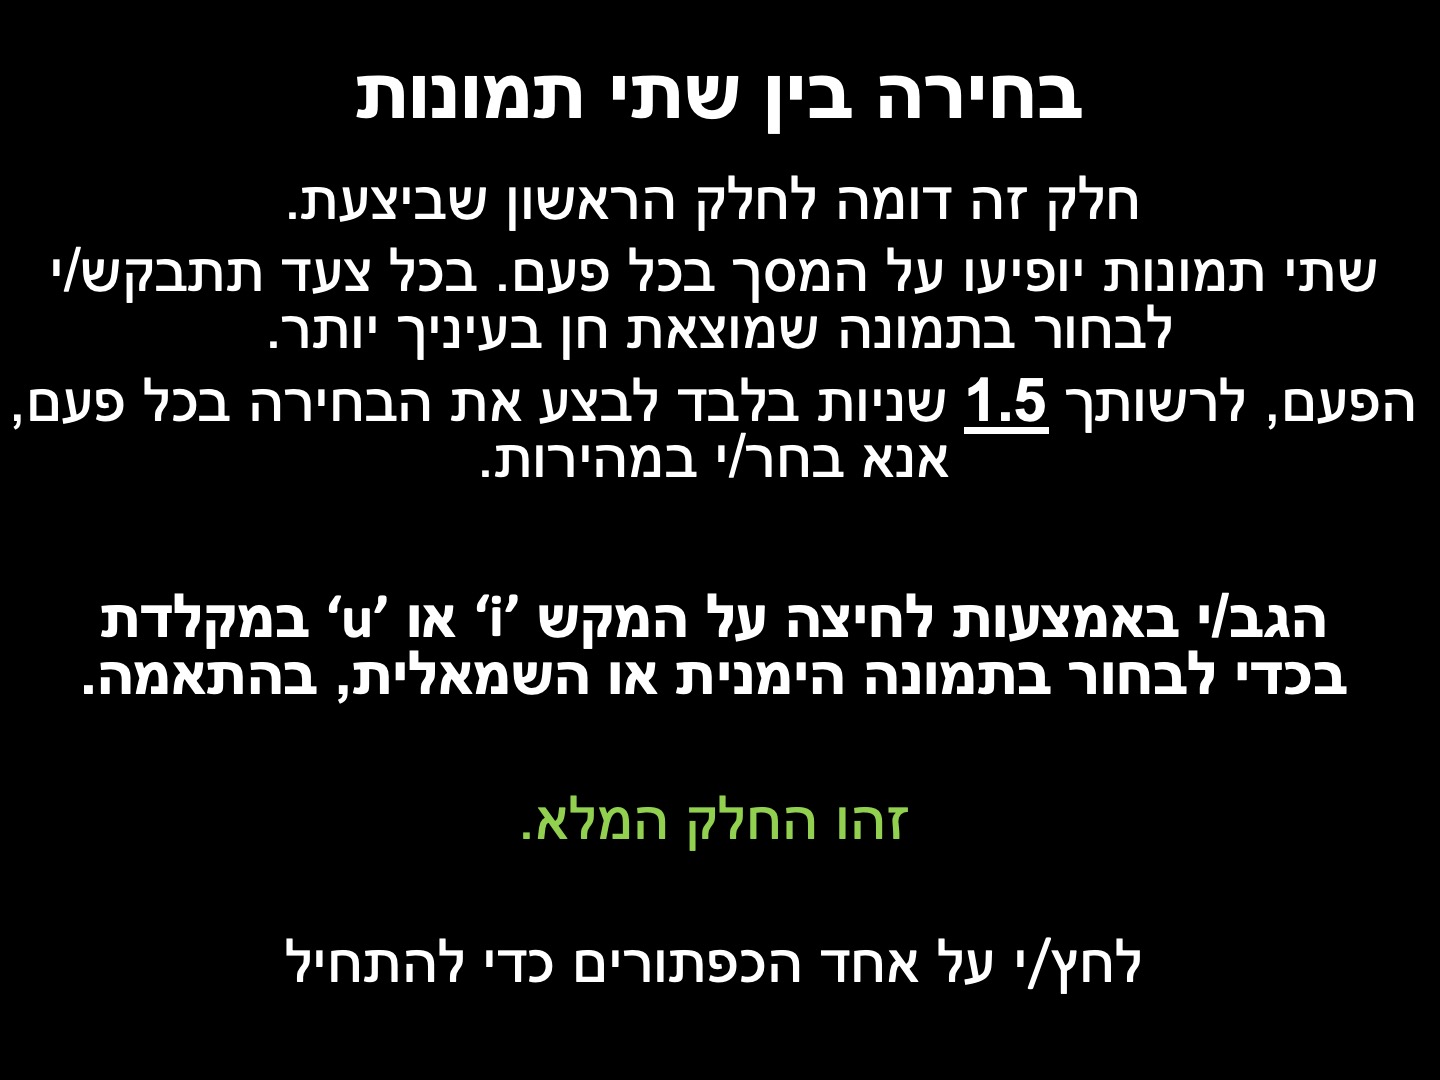 בחירה בין שתי תמונות
חלק זה דומה לחלק הראשון שביצעת.
שתי תמונות יופיעו על המסך בכל פעם. בכל צעד תתבקש/י
לבחור בתמונה שמוצאת חן בעיניך יותר.
הפעם, לרשותך 1.5 שניות בלבד לבצע את הבחירה בכל פעם,
אנא בחר/י במהירות.
הגב/י באמצעות לחיצה על המקש ’i‘ או ’u‘ במקלדת
בכדי לבחור בתמונה הימנית או השמאלית, בהתאמה.
זהו החלק המלא.
לחץ/י על אחד הכפתורים כדי להתחיל